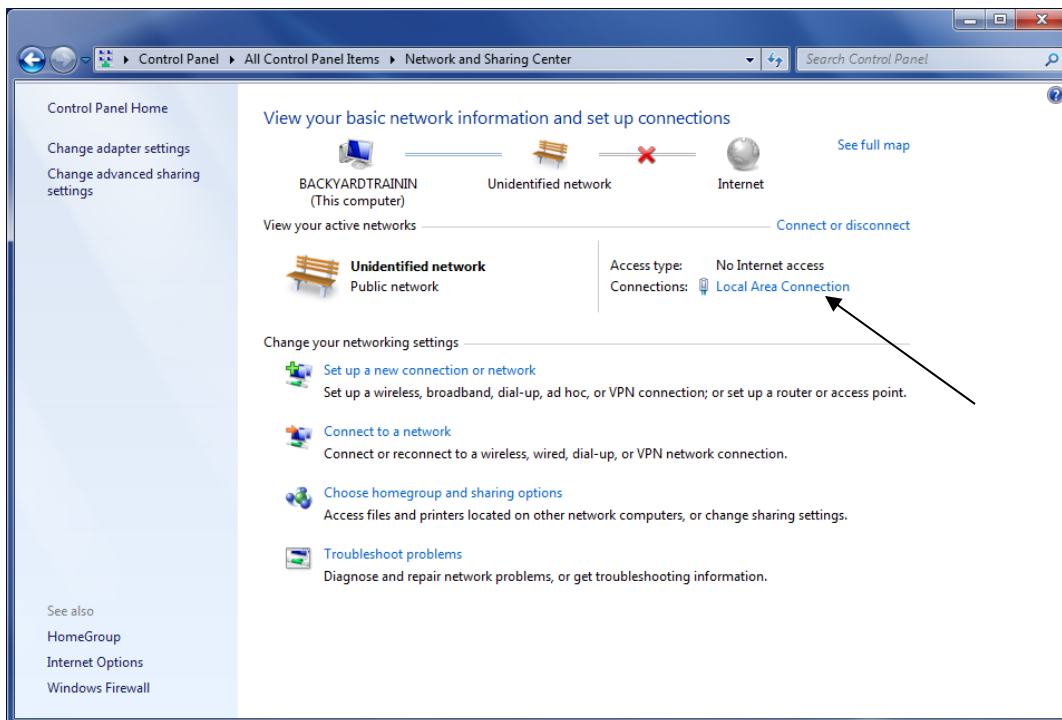 Control Panel All Control Panel Items Network and Sharing Center
Search Control Panel
Control Panel Home
Change adapter settings
Change advanced sharing
settings
View your basic network information and set up connections
See full map
BACKYARDTRAININ
(This computer)
Unidentified network
Internet
View your active networks
Connect or disconnect
Unidentified network
Public network
Access type: No Internet access
Connections: Local Area Connection
Change your networking settings
Set up a new connection or network
Set up a wireless, broadband, dial-up, ad hoc, or VPN connection; or set up a router or access point.
Connect to a network
Connect or reconnect to a wireless, wired, dial-up, or VPN network connection.
Choose homegroup and sharing options
Access files and printers located on other network computers, or change sharing settings.
Troubleshoot problems
Diagnose and repair network problems, or get troubleshooting information.
See also
HomeGroup
Internet Options
Windows Firewall